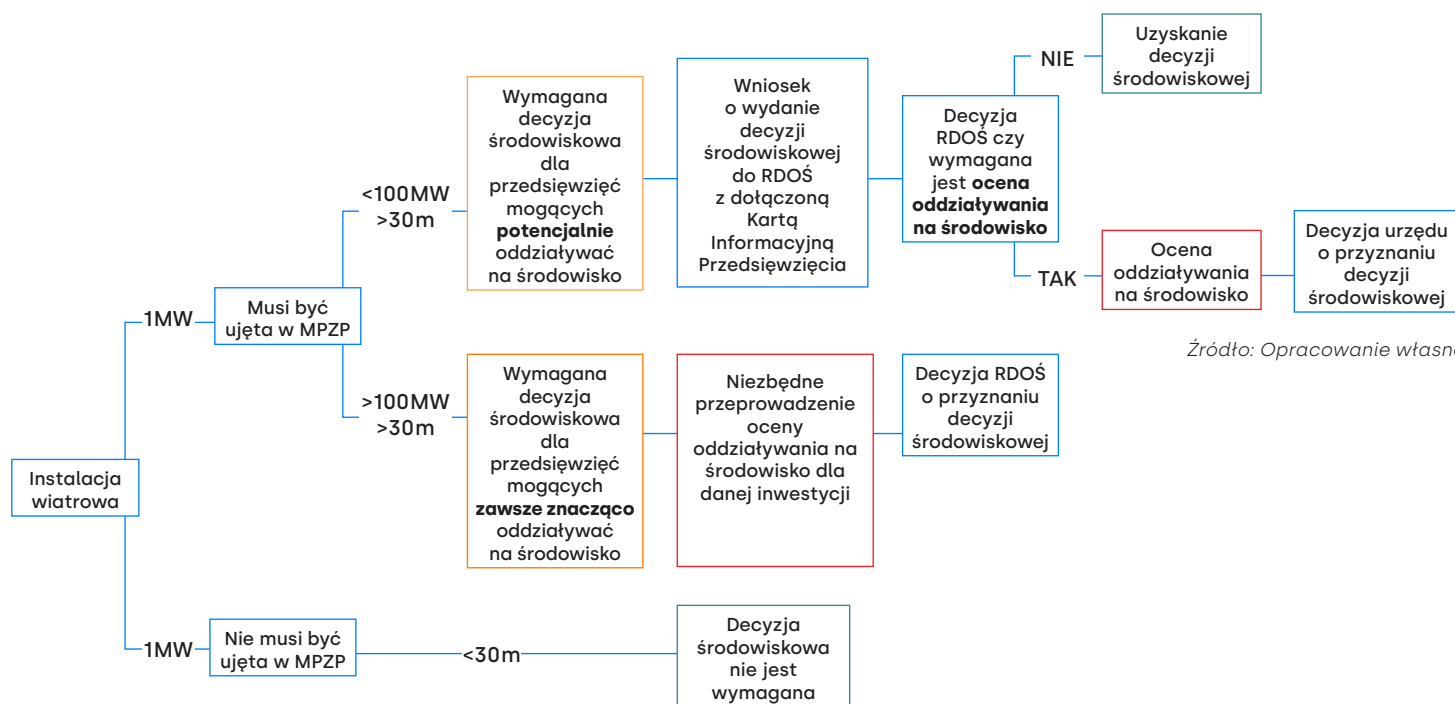 Instalacja
wiatrowa
1MW
Musi być
ujęta w MPZP
<100MW
>30m
Wymagana
decyzja
środowiskowa
dla
przedsięwzięć
mogących
potencjalnie
oddziaływać
na środowisko
Wniosek
o wydanie
decyzji
środowiskowej
do RDOŚ
z dołączoną
Kartą
Informacyjną
Przedsięwzięcia
Decyzja
RDOŚ czy
wymagana
jest ocena
oddziaływania
na środowisko
NIE
Uzyskanie
decyzji
środowiskowej
TAK
Ocena
oddziaływania
na środowisko
Decyzja urzędu
o przyznaniu
decyzji
środowiskowej
Źródło: Opracowanie własn
>100MW
>30m
Wymagana
decyzja
środowiskowa
dla
przedsięwzięć
mogących
zawsze znacząco
oddziaływać
na środowisko
Niezbędne
przeprowadzenie
oceny
oddziaływania na
środowisko dla
danej inwestycji
Decyzja RDOŚ
o przyznaniu
decyzji
środowiskowej
1MW
Nie musi być
ujęta w MPZP
<30m
Decyzja
środowiskowa
nie jest
wymagana